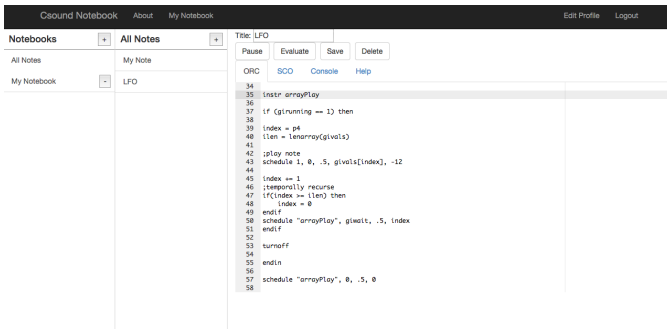 Csound Notebook About My Notebook Edit Profile Logout
Notebooks +
All Notes
My Notebook -
All Notes +
My Note
LFO
Title: LFO
Pause Evaluate Save Delete
ORC SCO Console Help
34
35 instr arrayPlay
36
37 if (girunning == 1) then
38
39 index = p4
40 ilen = lenarray(givals)
41
42 ;play note
43 schedule 1, 0, .5, givals[index], -12
44
45 index += 1
46 ;temporally recurse
47 if(index >= ilen) then
48 index = 0
49 endif
50 schedule "arrayPlay", giwait, .5, index
51 endif
52
53 turnoff
54
55 endin
56
57 schedule "arrayPlay", 0, .5, 0
58